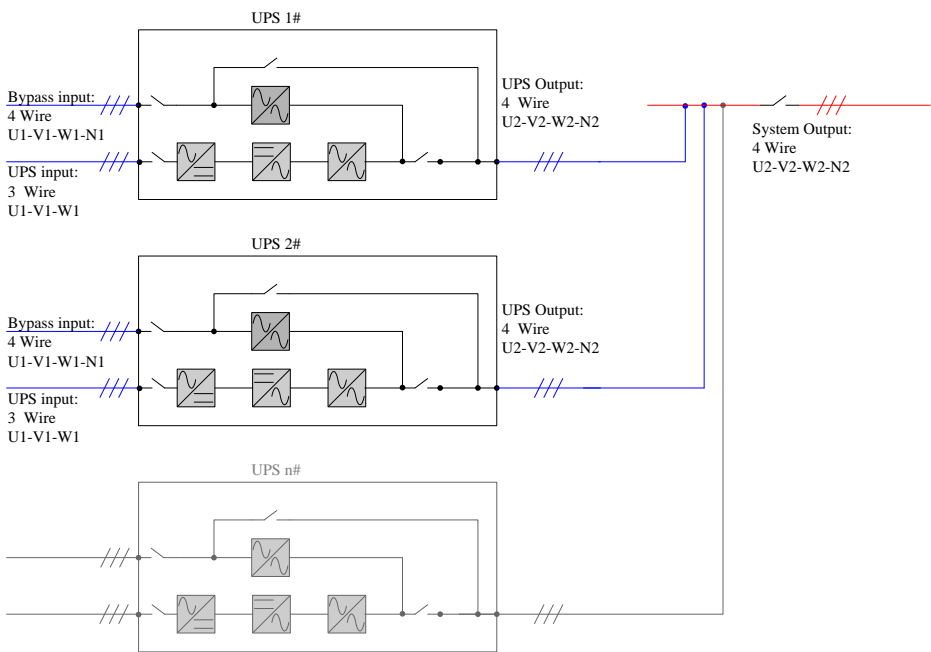 UPS 1#
Bypass input:
4 Wire
U1-V1-W1-N1
UPS input:
3 Wire
U1-V1-W1
UPS Output:
4 Wire
U2-V2-W2-N2
System Output:
4 Wire
U2-V2-W2-N2
UPS 2#
Bypass input:
4 Wire
U1-V1-W1-N1
UPS input:
3 Wire
U1-V1-W1
UPS Output:
4 Wire
U2-V2-W2-N2
UPS n#